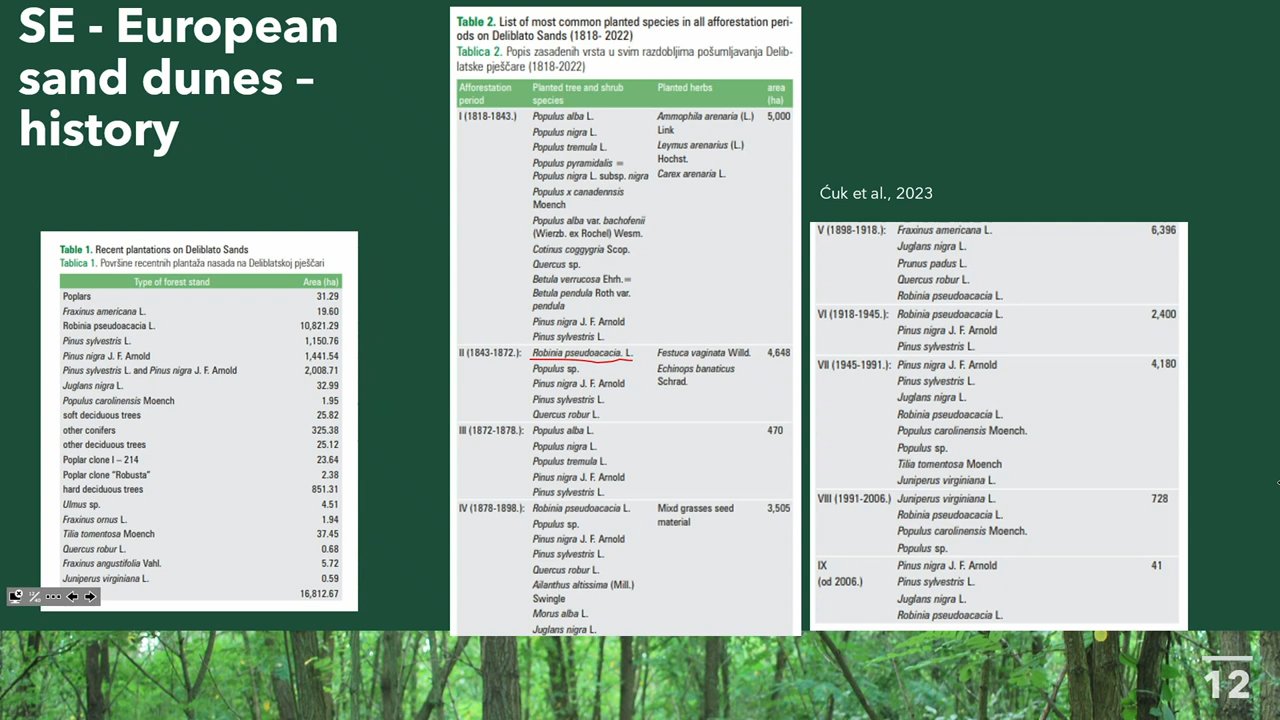 SE - European
sand dunes –
history
Table 1. Recent plantations on Deliblato Sands
Tablica 1. Površine recentnih plantaža nasada na Deliblatskoj pješčari
Type of forest stand Area (ha)
Poplars 31.29
Fraxinus americana L. 19.60
Robinia pseudoacacia L. 10,821.29
Pinus sylvestris L. 1,150.76
Pinus nigra J. F. Arnold 1,441.54
Pinus sylvestris L. and Pinus nigra J. F. Arnold 2,008.71
Juglans nigra L. 32.99
Populus carolinensis Moench 1.95
soft deciduous trees 25.82
other conifers 325.38
other deciduous trees 25.12
Poplar clone I – 214 23.64
Poplar clone "Robusta" 2.38
hard deciduous trees 851.31
Ulmus sp. 4.51
Fraxinus ornus L. 1.94
Tilia tomentosa Moench 37.45
Quercus robur L. 0.68
Fraxinus angustifolia Vahl. 5.72
Juniperus virginiana L. 0.59
16,812.67
Table 2. List of most common planted species in all afforestation peri-
ods on Deliblato Sands (1818- 2022)
Tablica 2. Popis zasađenih vrsta u svim razdobljima pošumljavanja Delib-
latske pješčare (1818-2022)
Afforestation Planted tree and shrub Planted herbs area
period species (ha)
I (1818-1843.) Populus alba L. Ammophila arenaria (L.) 5,000
Populus nigra L. Link
Populus tremula L. Leymus arenarius (L.)
Populus pyramidalis = Hochst.
Populus nigra L. subsp. nigra Carex arenaria L.
Populus x canadennsis
Moench
Populus alba var. bachofenii
(Wierzb. ex Rochel) Wesm.
Cotinus coggygria Scop.
Quercus sp.
Betula verrucosa Ehrh.=
Betula pendula Roth var.
pendula
Pinus nigra J. F. Arnold
Pinus sylvestris L.
II (1843-1872.): Robinia pseudoacacia. L. Festuca vaginata Willd. 4,648
Populus sp. Echinops banaticus
Pinus nigra J. F. Arnold Schrad.
Pinus sylvestris L.
Quercus robur L.
III (1872-1878.): Populus alba L. 470
Populus nigra L.
Populus tremula L.
Pinus nigra J. F. Arnold
Pinus sylvestris L.
IV (1878-1898.): Robinia pseudoacacia L. Mixd grasses seed 3,505
Populus sp. material
Pinus nigra J. F. Arnold
Pinus sylvestris L.
Quercus robur L.
Ailanthus altissima (Mill.)
Swingle
Morus alba L.
Juglans nigra L.
Ćuk et al., 2023
V (1898-1918.): Fraxinus americana L. 6,396
Juglans nigra L.
Prunus padus L.
Quercus robur L.
Robinia pseudoacacia L.
VI (1918-1945.): Robinia pseudoacacia L. 2,400
Pinus nigra J. F. Arnold
Pinus sylvestris L.
VII (1945-1991.): Pinus nigra J. F. Arnold 4,180
Pinus sylvestris L.
Juglans nigra L.
Robinia pseudoacacia L.
Populus carolinensis Moench.
Populus sp.
Tilia tomentosa Moench
Juniperus virginiana L.
VIII (1991-2006.) Juniperus virginiana L. 728
Robinia pseudoacacia L.
Populus carolinensis Moench.
Populus sp.
IX Pinus nigra J. F. Arnold 41
(od 2006.) Pinus sylvestris L.
Juglans nigra L.
Robinia pseudoacacia L.
12